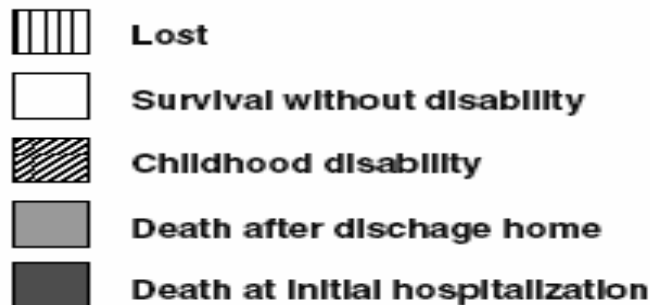 Lost
Survival without disability
Childhood disability
Death after dischage home
Death at initial hospitalization